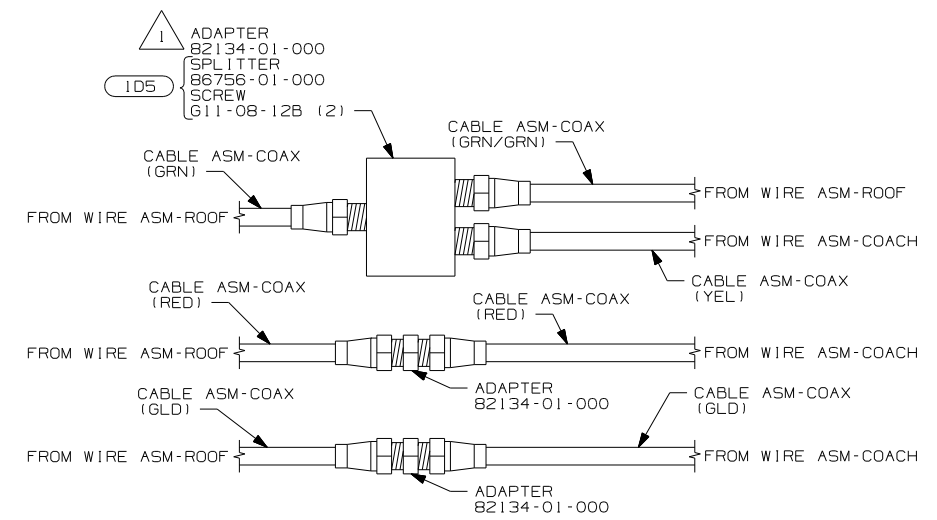 1
ADAPTER
82134-01-000
SPLITTER
86756-01-000
SCREW
G11-08-12B (2)
1D5
CABLE ASM-COAX
(GRN)
CABLE ASM-COAX
(GRN/GRN)
FROM WIRE ASM-ROOF
FROM WIRE ASM-ROOF
FROM WIRE ASM-COACH
CABLE ASM-COAX
(YEL)
CABLE ASM-COAX
(RED)
CABLE ASM-COAX
(RED)
FROM WIRE ASM-ROOF
FROM WIRE ASM-COACH
ADAPTER
82134-01-000
CABLE ASM-COAX
(GLD)
CABLE ASM-COAX
(GLD)
FROM WIRE ASM-ROOF
FROM WIRE ASM-COACH
ADAPTER
82134-01-000